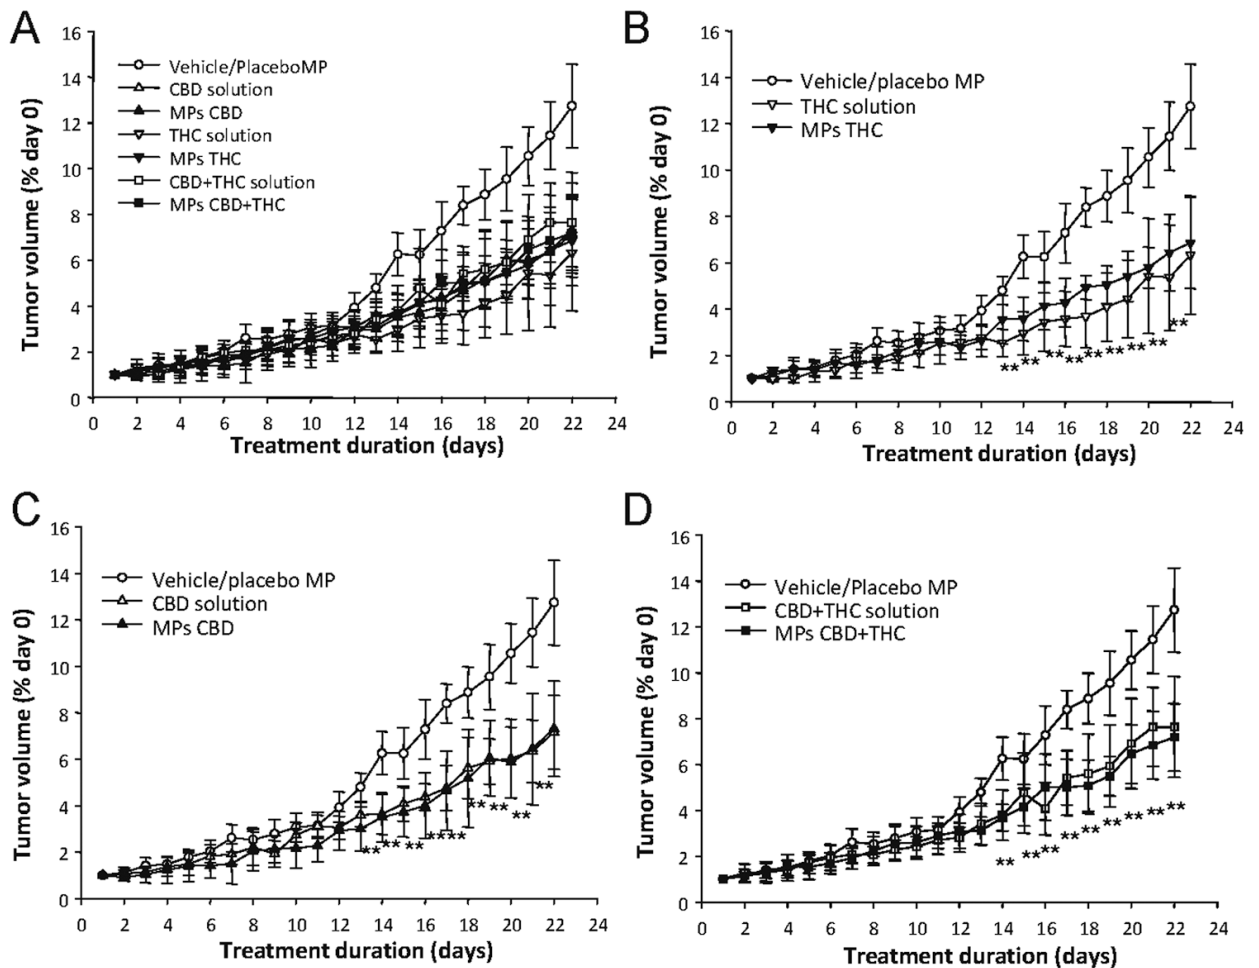 A
16
14
12
10
8
6
4
2
0
Tumor volume (% day 0)
Vehicle/PlaceboMP
CBD solution
MPs CBD
THC solution
MPs THC
CBD+THC solution
MPs CBD+THC
0 2 4 6 8 10 12 14 16 18 20 22 24
Treatment duration (days)
B
16
14
12
10
8
6
4
2
0
Tumor volume (% day 0)
Vehicle/placebo MP
THC solution
MPs THC
** ** ** ** ** ** ** ** **
0 2 4 6 8 10 12 14 16 18 20 22 24
Treatment duration (days)
C
16
14
12
10
8
6
4
2
0
Tumor volume (% day 0)
Vehicle/placebo MP
CBD solution
MPs CBD
** ** ** ** ** ** ** ** **
0 2 4 6 8 10 12 14 16 18 20 22 24
Treatment duration (days)
D
16
14
12
10
8
6
4
2
0
Tumor volume (% day 0)
Vehicle/Placebo MP
CBD+THC solution
MPs CBD+THC
** ** ** ** ** ** ** ** **
0 2 4 6 8 10 12 14 16 18 20 22 24
Treatment duration (days)